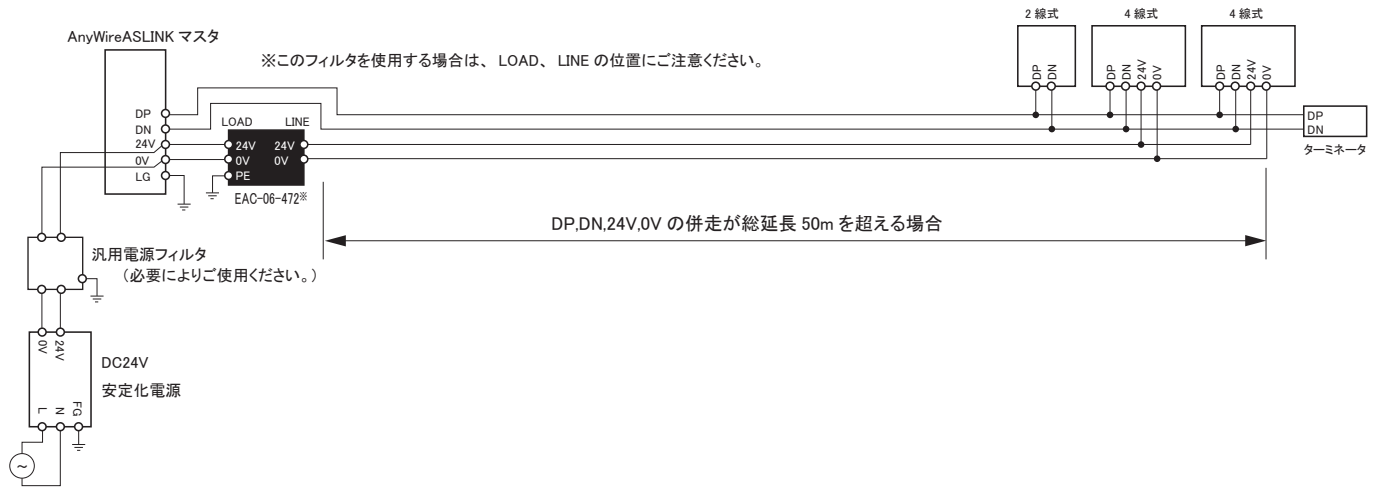 AnyWireASLINK マスタ
※このフィルタを使用する場合は、LOAD、LINE の位置にご注意ください。
2 線式
4 線式
4 線式
DP
DN
DP
DN
24V
0V
DP
DN
24V
0V
DP
DN
24V
0V
LG
LOAD LINE
24V 24V
0V 0V
PE
EAC-06-472※
DP
DN
ターミネータ
DP,DN,24V,0V の併走が総延長 50m を超える場合
汎用電源フィルタ
（必要によりご使用ください。）
0V
24V
DC24V
安定化電源
L
N
FG
~